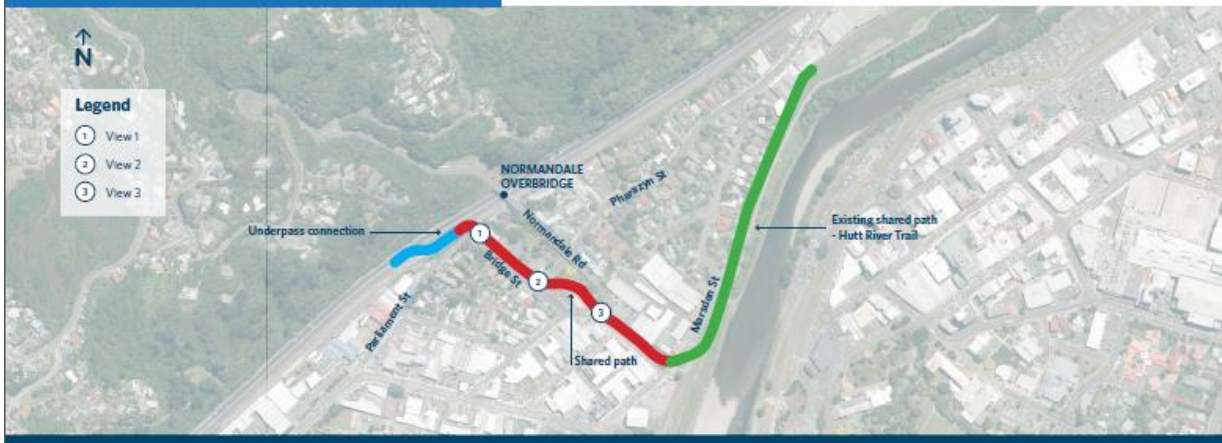 N
Legend
1 View 1
2 View 2
3 View 3
NORMANDALE
OVERBRIDGE
Pharazyn St
Underpass connection
Normandale Rd
Existing shared path
- Hutt River Trail
1
Bridge St
2
3
Marsden St
Parliament St
Shared path